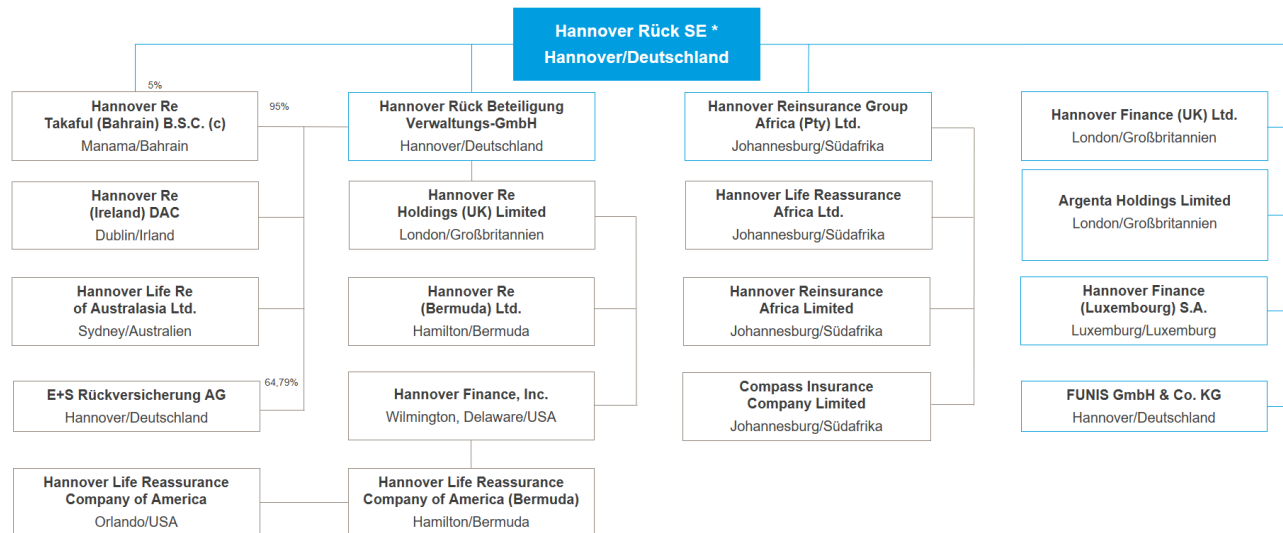 Hannover Rück SE *
Hannover/Deutschland
5%
Hannover Re
Takaful (Bahrain) B.S.C. (c)
Manama/Bahrain
95%
Hannover Rück Beteiligung
Verwaltungs-GmbH
Hannover/Deutschland
Hannover Reinsurance Group
Africa (Pty) Ltd.
Johannesburg/Südafrika
Hannover Finance (UK) Ltd.
London/Großbritannien
Hannover Re
(Ireland) DAC
Dublin/Irland
Hannover Re
Holdings (UK) Limited
London/Großbritannien
Hannover Life Reassurance
Africa Ltd.
Johannesburg/Südafrika
Argenta Holdings Limited
London/Großbritannien
Hannover Life Re
of Australasia Ltd.
Sydney/Australien
Hannover Re
(Bermuda) Ltd.
Hamilton/Bermuda
Hannover Reinsurance
Africa Limited
Johannesburg/Südafrika
Hannover Finance
(Luxembourg) S.A.
Luxemburg/Luxemburg
E+S Rückversicherung AG
Hannover/Deutschland
64,79%
Hannover Finance, Inc.
Wilmington, Delaware/USA
Compass Insurance
Company Limited
Johannesburg/Südafrika
FUNIS GmbH & Co. KG
Hannover/Deutschland
Hannover Life Reassurance
Company of America
Orlando/USA
Hannover Life Reassurance
Company of America (Bermuda)
Hamilton/Bermuda